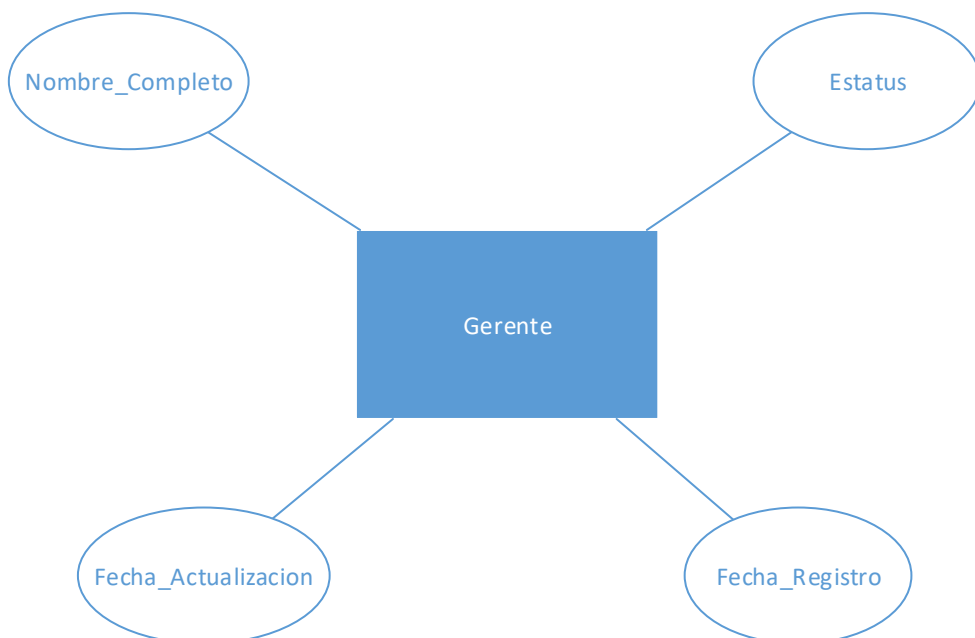 Nombre_Completo
Estatus
Gerente
Fecha_Actualizacion
Fecha_Registro